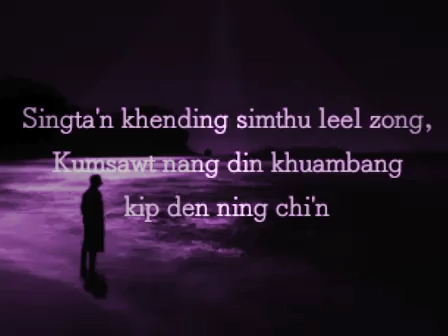 Singta'n khending simthu leel zong,
Kumsawt nang din khuambang
kip den ning chi'n